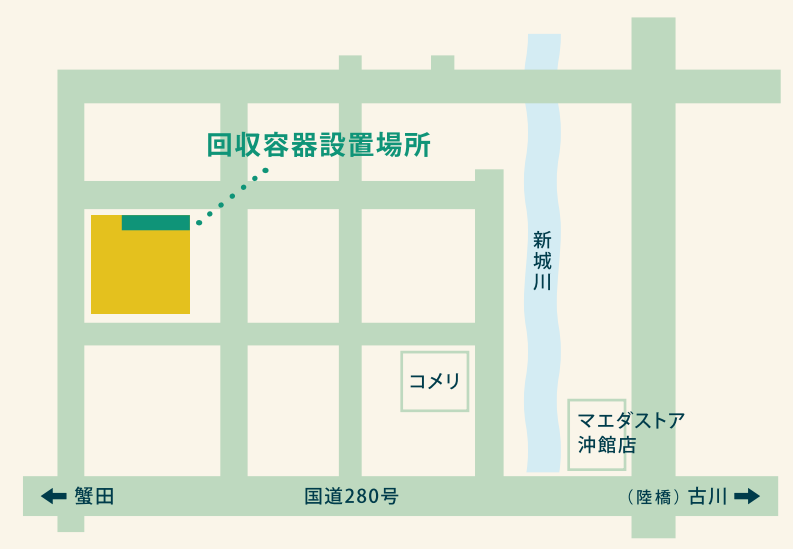 回収容器設置場所
新城川
コメリ
マエダストア
沖館店
蟹田
国道280号
（陸橋）古川